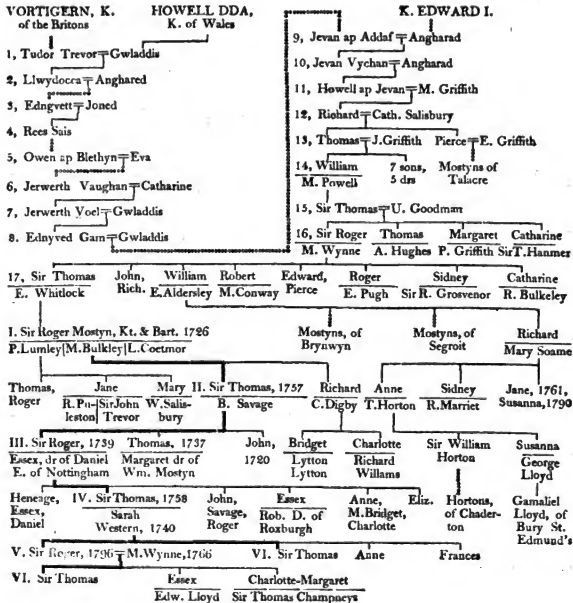 VORTIGERN, K. HOWELL DDA,
of the Britons K. of Wales
1, Tudor Trevor Gwladdis
2, Llwydocca Anghared
3, Edngvett Joned
4, Rees Sais
5, Owen ap Blethyn Eva
6, Jerwerth Vaughan Catharine
7, Jerwerth Voel Gwladdis
8. Ednyved Gam Gwladdis
K. EDWARD I.
9, Jevan ap Addaf Angharad
10, Jevan Vychan Angharad
11, Howell ap Jevan M. Griffith
12, Richard Cath. Salisbury
13, Thomas J.Griffith Pierce E. Griffith
14, William 7 sons, Mostyns of
M. Powell 5 drs Talacre
15, Sir Thomas U. Goodman
16, Sir Roger Thomas Margaret Catharine
M. Wynne A. Hughes P. Griffith Sir T. Hanmer
17, Sir Thomas John, William Robert Edward, Roger Sidney Catharine
E. Whitlock Rich. E.Aldersley M.Conway Pierce E. Pugh Sir R. Grosvenor R. Bulkeley
I. Sir Roger Mostyn, Kt. & Bart. 1726 Mostyns, of Mostyns, of Richard
P.Lumley M.Bulkley L.Coetmor Brynwyn Segroit Mary Soame
Thomas, Jane Mary II. Sir Thomas, 1757 Richard Anne Sidney Jane, 1761,
Roger R.Pu- Sir John W.Salis- B. Savage C.Digby T.Horton R.Marriet Susanna,1790
leston Trevor bury
III. Sir Roger, 1739 Thomas, 1737 John, Bridget Charlotte Sir William Susanna
Essex, dr of Daniel Margaret dr of 1720 Lytton Richard Horton George
E. of Nottingham Wm. Mostyn Lytton Willams Lloyd
Heneage, IV. Sir Thomas, 1758 John, Essex Anne, Eliz. Hortons, Gamaliel
Essex, Sarah Savage, Rob. D. of M.Bridget, of Chader- Lloyd, of
Daniel Western, 1740 Roger Roxburgh Charlotte ton Bury St.
Edmund's
V. Sir Roger, 1796 M.Wynne,1766 VI. Sir Thomas Anne Frances
VI. Sir Thomas Essex Charlotte-Margaret
Edw. Lloyd Sir Thomas Champneys